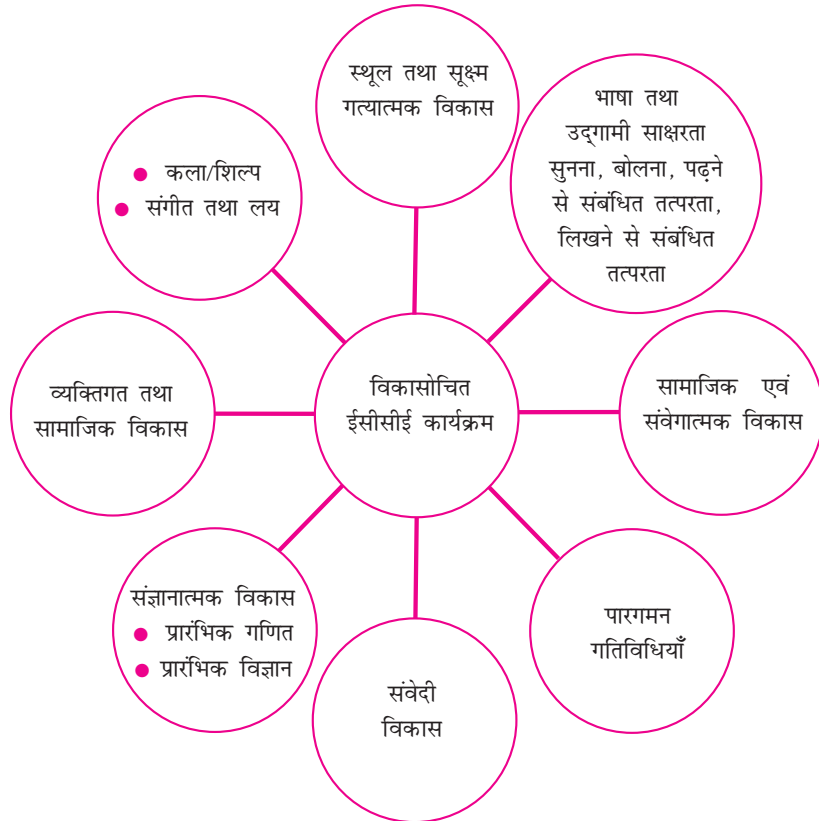 स्थूल तथा सूक्ष्म
गत्यात्मक विकास
भाषा तथा
उद्‌गामी साक्षरता
सुनना, बोलना, पढ़ने
से संबंधित तत्परता,
लिखने से संबंधित
तत्परता
● कला/शिल्प
● संगीत तथा लय
विकासोचित
ईसीसीई कार्यक्रम
व्यक्तिगत तथा
सामाजिक विकास
सामाजिक एवं
संवेगात्मक विकास
संज्ञानात्मक विकास
● प्रारंभिक गणित
● प्रारंभिक विज्ञान
पारगमन
गतिविधियाँ
संवेदी
विकास